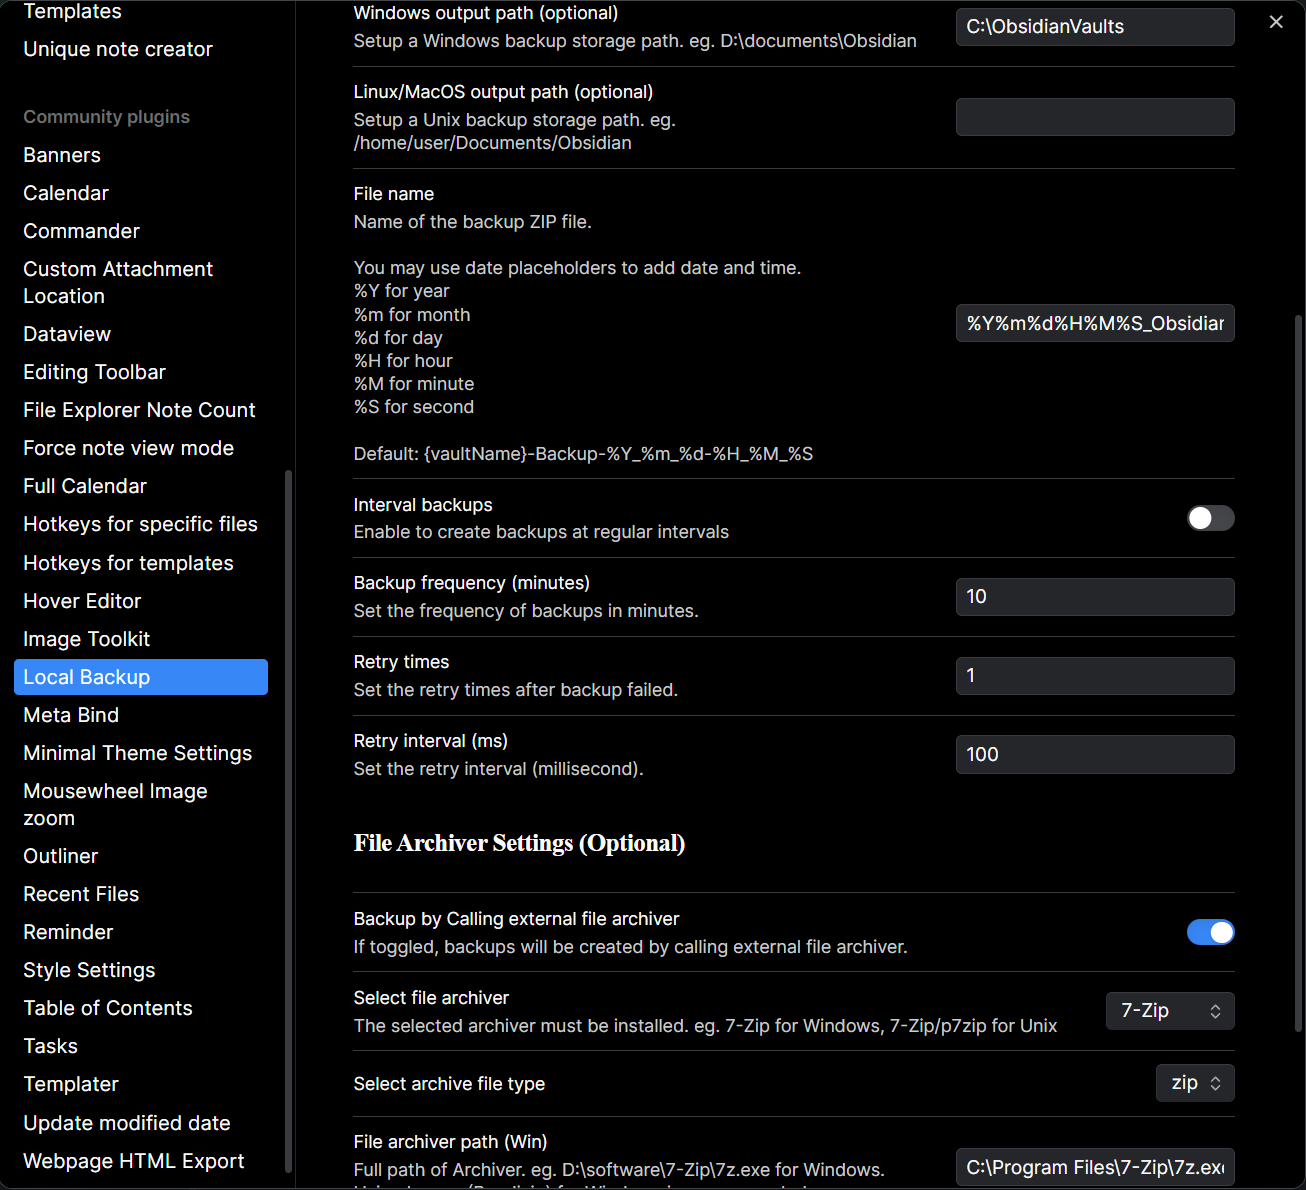 Templates
Unique note creator
Community plugins
Banners
Calendar
Commander
Custom Attachment
Location
Dataview
Editing Toolbar
File Explorer Note Count
Force note view mode
Full Calendar
Hotkeys for specific files
Hotkeys for templates
Hover Editor
Image Toolkit
Local Backup
Meta Bind
Minimal Theme Settings
Mousewheel Image
zoom
Outliner
Recent Files
Reminder
Style Settings
Table of Contents
Tasks
Templater
Update modified date
Webpage HTML Export
Windows output path (optional)
Setup a Windows backup storage path. eg. D:\documents\Obsidian
C:\ObsidianVaults
Linux/MacOS output path (optional)
Setup a Unix backup storage path. eg.
/home/user/Documents/Obsidian
File name
Name of the backup ZIP file.
You may use date placeholders to add date and time.
%Y for year
%m for month
%d for day
%H for hour
%M for minute
%S for second
Default: {vaultName}-Backup-%Y_%m_%d-%H_%M_%S
%Y%m%d%H%M%S_Obsidian
Interval backups
Enable to create backups at regular intervals
Backup frequency (minutes)
Set the frequency of backups in minutes.
10
Retry times
Set the retry times after backup failed.
1
Retry interval (ms)
Set the retry interval (millisecond).
100
File Archiver Settings (Optional)
Backup by Calling external file archiver
If toggled, backups will be created by calling external file archiver.
Select file archiver
The selected archiver must be installed. eg. 7-Zip for Windows, 7-Zip/p7zip for Unix
7-Zip
Select archive file type
zip
File archiver path (Win)
Full path of Archiver. eg. D:\software\7-Zip\7z.exe for Windows.
C:\Program Files\7-Zip\7z.exe